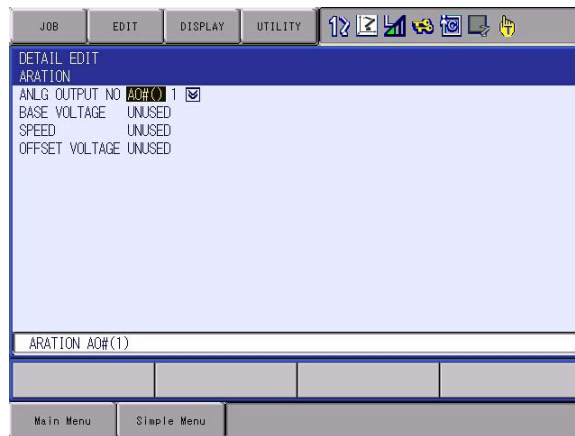 JOB EDIT DISPLAY UTILITY
DETAIL EDIT
ARATION
ANLG OUTPUT NO AO#() 1
BASE VOLTAGE UNUSED
SPEED UNUSED
OFFSET VOLTAGE UNUSED
ARATION AO#(1)
Main Menu Simple Menu